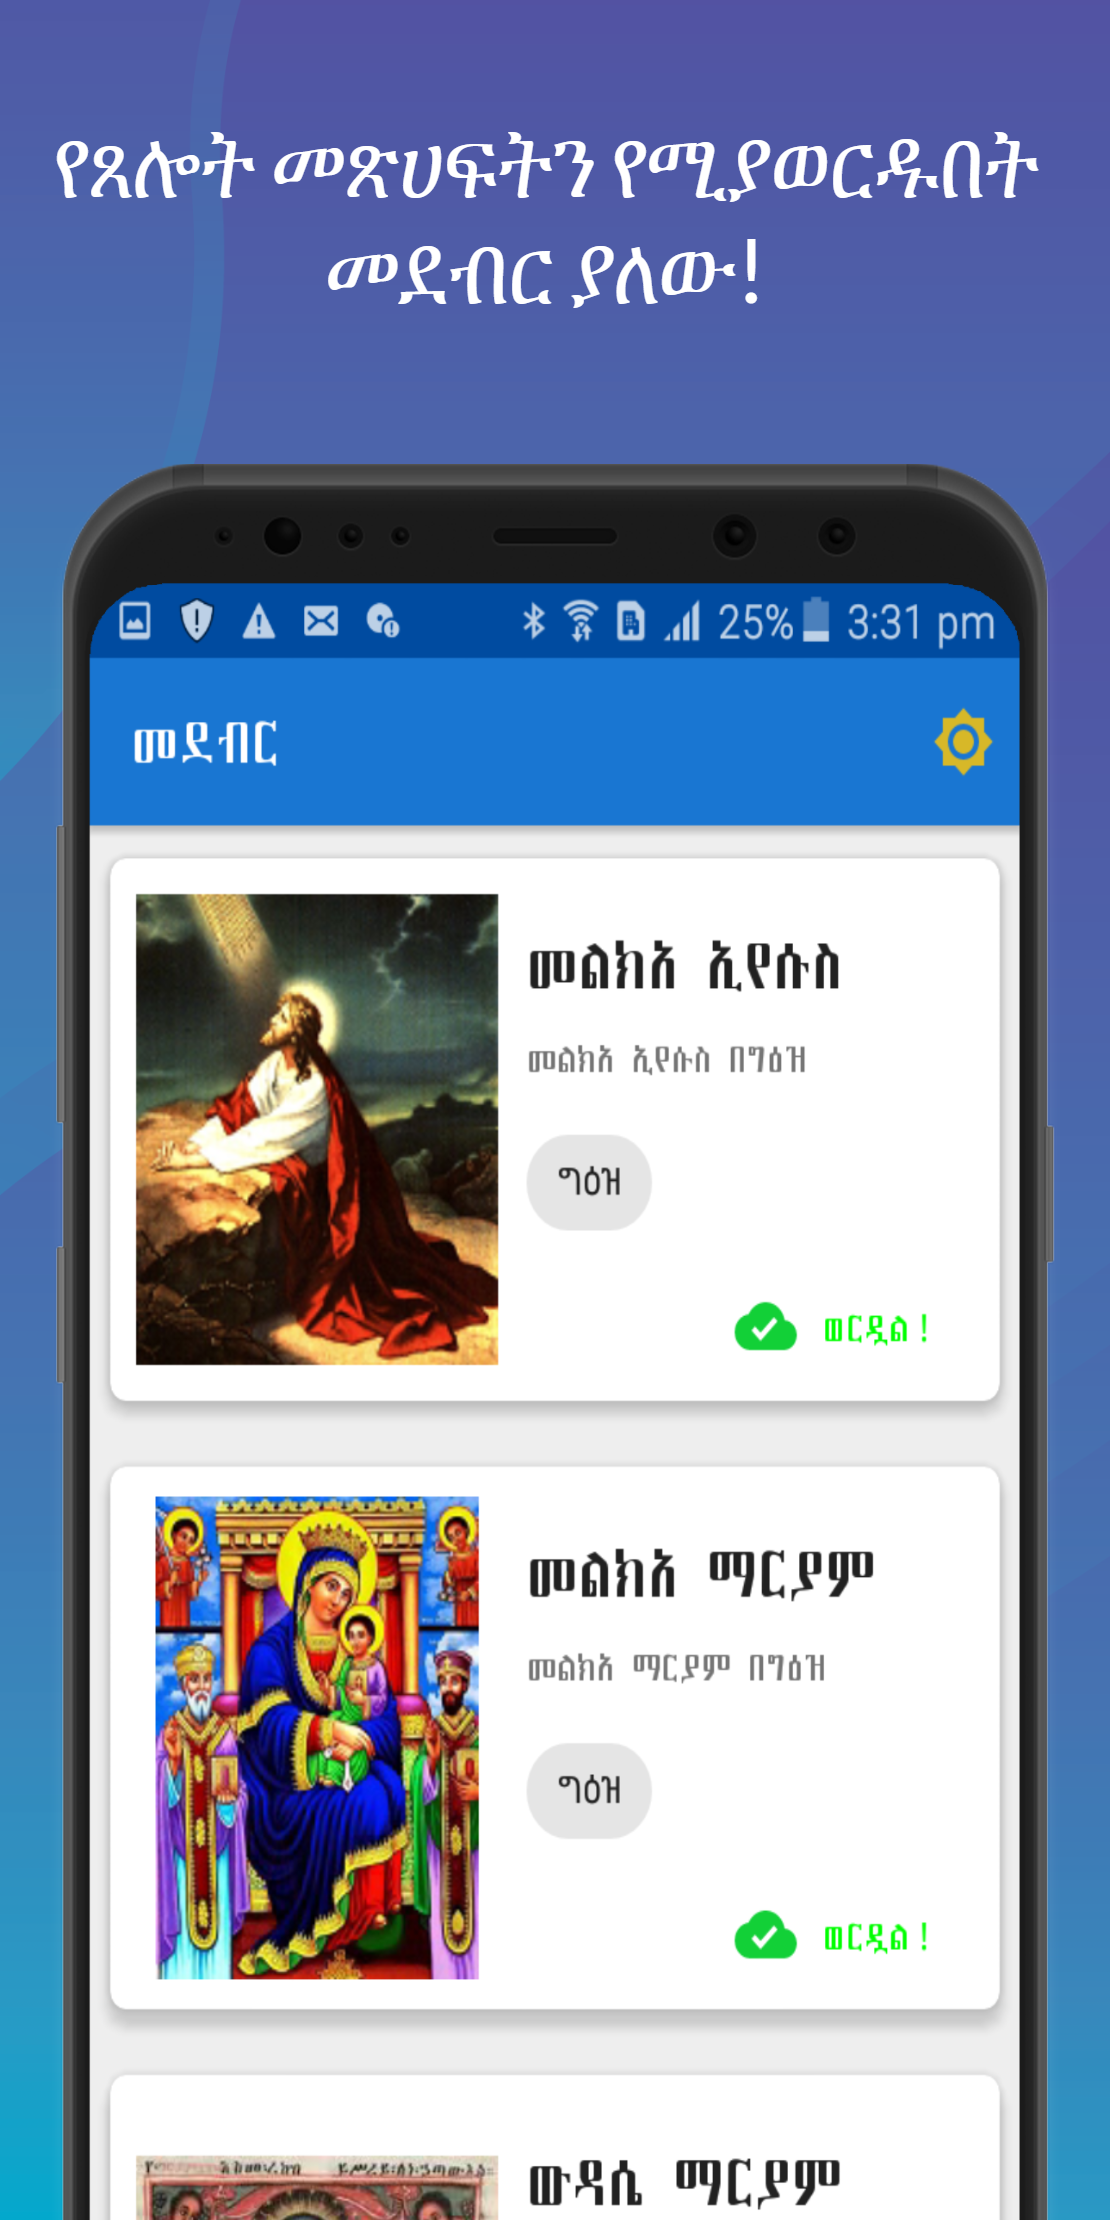 የጸሎት መጽሀፍትን የሚያወርዱበት
መደብር ያለው!
25% 3:31 pm
መደብር
መልክአ ኢየሱስ
መልክአ ኢየሱስ በግዕዝ
ግዕዝ
ወርዷል!
መልክአ ማርያም
መልክአ ማርያም በግዕዝ
ግዕዝ
ወርዷል!
ውዳሴ ማርያም